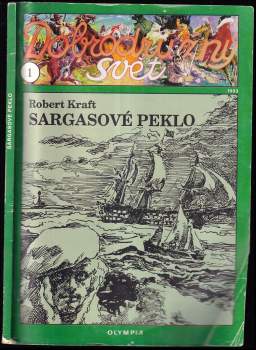 Dobrodružný
svět
1
1993
Robert Kraft
SARGASOVÉ PEKLO
OLYMPIA
SARGASOVÉ PEKLO